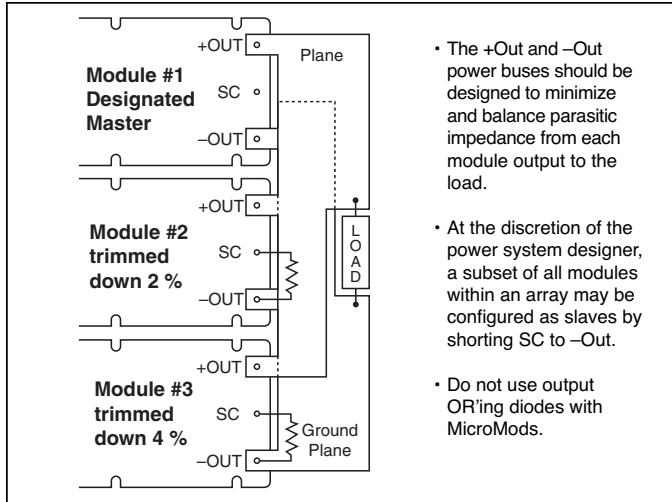 +OUT
Plane
Module #1
Designated
Master
SC
–OUT
+OUT
Module #2
trimmed
down 2 %
SC
–OUT
+OUT
Module #3
trimmed
down 4 %
SC
–OUT
Ground
Plane
LOAD
• The +Out and –Out
power buses should be
designed to minimize
and balance parasitic
impedance from each
module output to the
load.
• At the discretion of the
power system designer,
a subset of all modules
within an array may be
configured as slaves by
shorting SC to –Out.
• Do not use output
OR'ing diodes with
MicroMods.